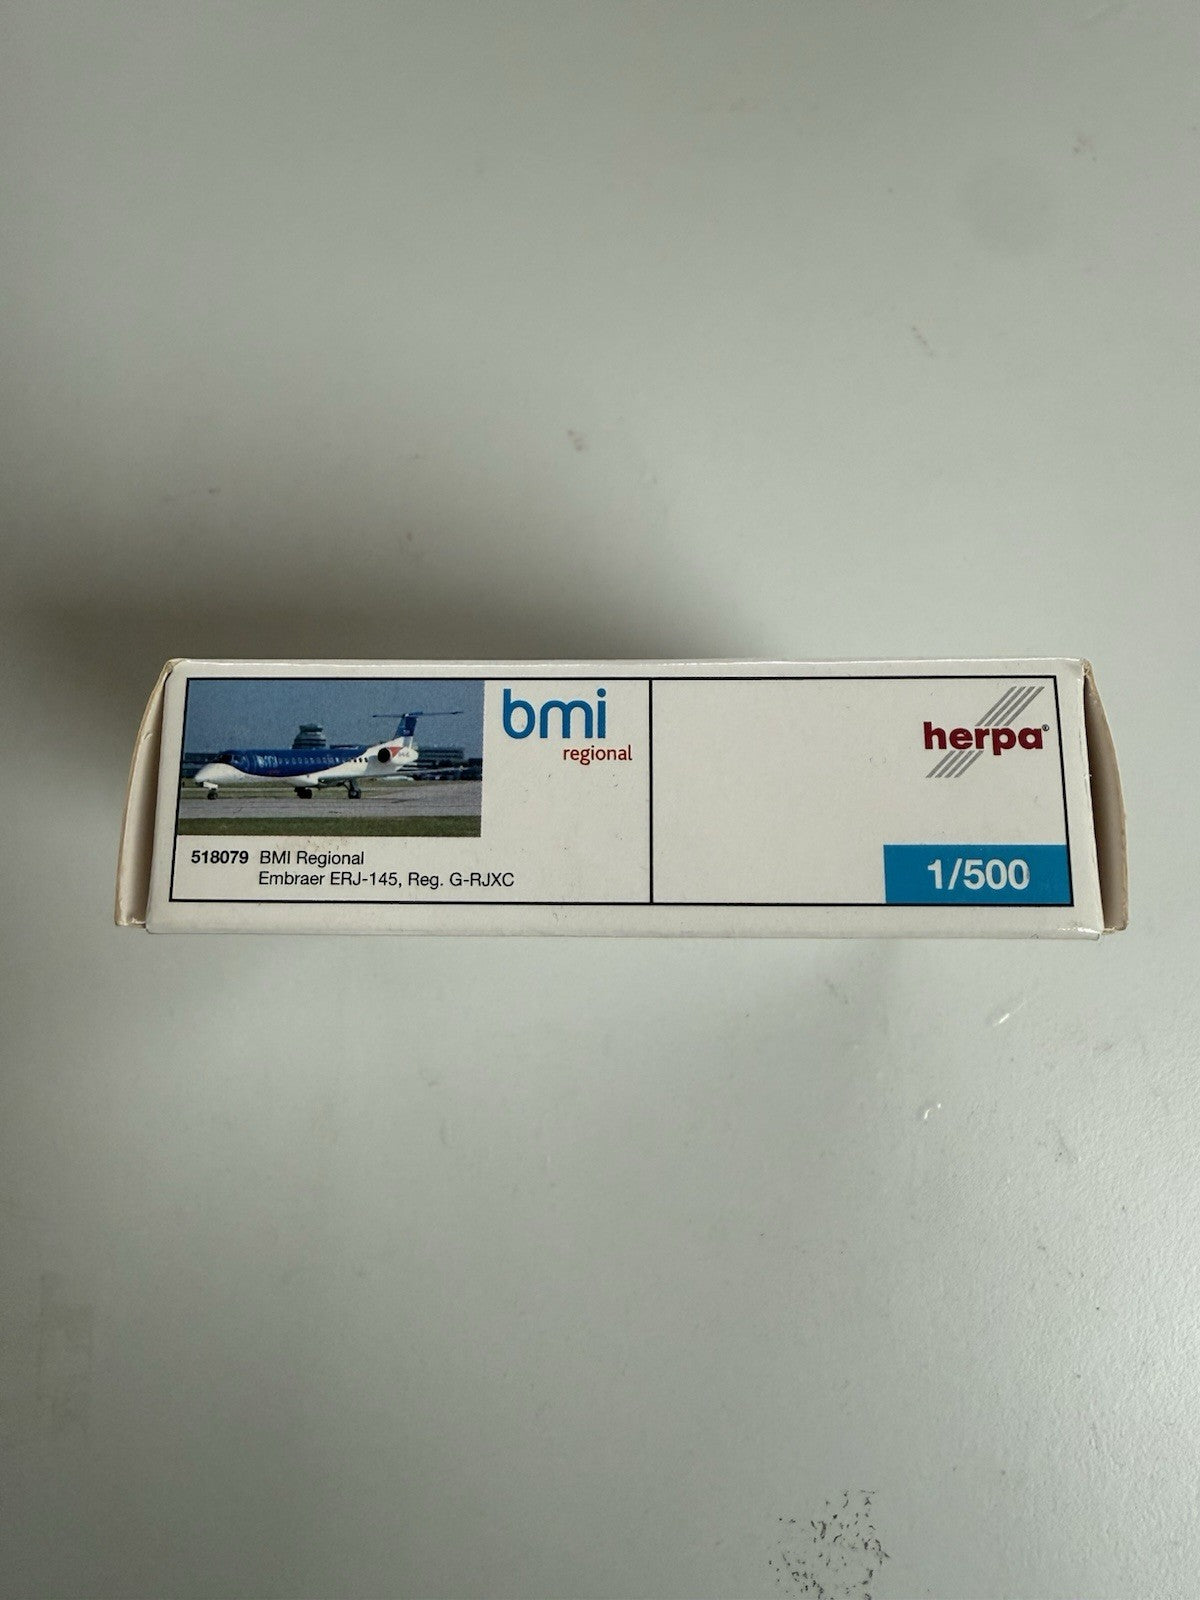 bmi
regional
518079 BMI Regional
Embraer ERJ-145, Reg. G-RJXC
herpa®
1/500